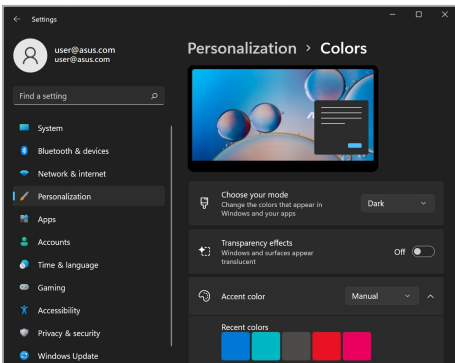 Settings
user@asus.com
user@asus.com
Find a setting
System
Bluetooth & devices
Network & internet
Personalization
Apps
Accounts
Time & language
Gaming
Accessibility
Privacy & security
Windows Update
Personalization > Colors
Choose your mode
Change the colors that appear in
Windows and your apps
Dark
Transparency effects
Windows and surfaces appear
translucent
Off
Accent color
Manual
Recent colors